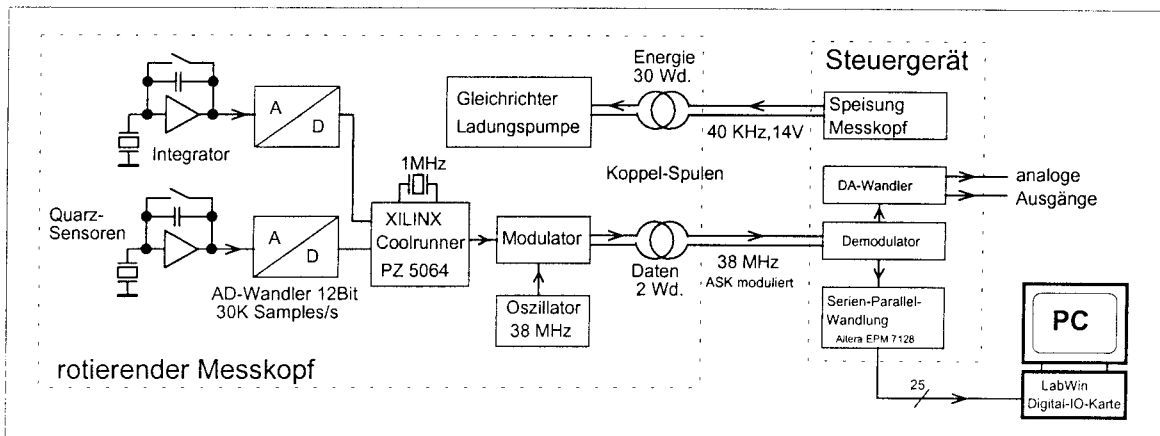 Energie
30 Wd.
Steuergerät
Gleichrichter
Ladungspumpe
Speisung
Messkopf
40 KHz,14V
A
D
Integrator
1MHz
Koppel-Spulen
DA-Wandler
analoge
Ausgänge
Quarz-
Sensoren
A
D
XILINX
Coolrunner
PZ 5064
Modulator
Demodulator
Daten
2 Wd.
38 MHz
ASK moduliert
AD-Wandler 12Bit
30K Samples/s
Oszillator
38 MHz
Serien-Parallel-
Wandlung
Altera EPM 7128
PC
rotierender Messkopf
25
LabWin
Digital-IO-Karte